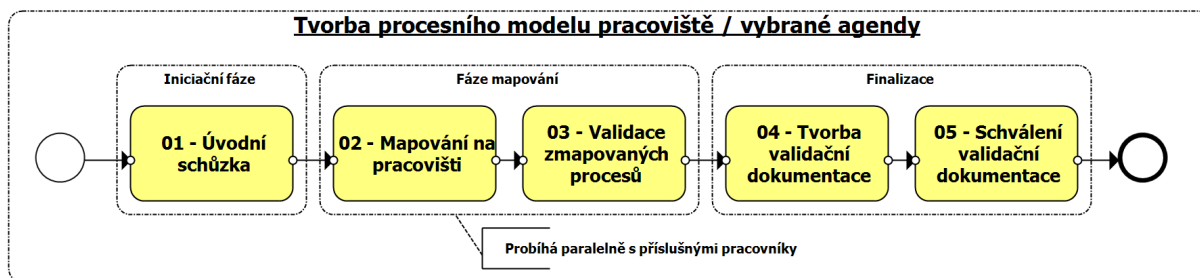 Tvorba procesního modelu pracoviště / vybrané agendy
Iniciační fáze
Fáze mapování
Finalizace
01 - Úvodní
schůzka
02 - Mapování na
pracovišti
03 - Validace
zmapovaných
procesů
04 - Tvorba
validační
dokumentace
05 - Schválení
validační
dokumentace
Probíhá paralelně s příslušnými pracovníky